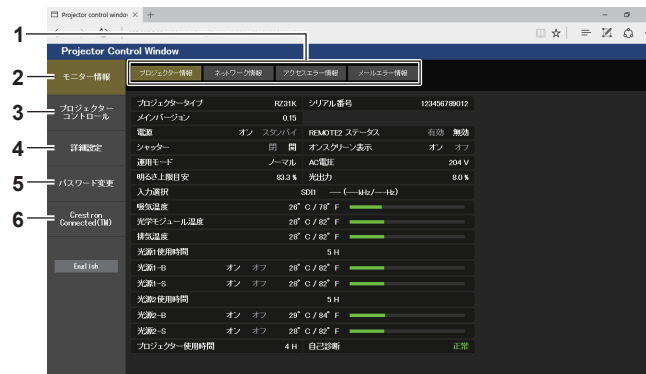 Projector control window × +
Projector Control Window
1
2 モニター情報
3 プロジェクター
コントロール
4 詳細設定
5 パスワード変更
6 Crestron
Connected(TM)
English
プロジェクター情報 ネットワーク情報 アクセスエラー情報 メールエラー情報
プロジェクタータイプ RZ31K シリアル番号 123456789012
メインバージョン 0.15
電源 オン スタンバイ REMOTE2 ステータス 有効 無効
シャッター 閉 開 オンスクリーン表示 オン オフ
運用モード ノーマル AC電圧 204 V
明るさ上限目安 83.3 % 光出力 8.0 %
入力選択 SDI1 ---- (---kHz/---Hz)
吸気温度 26° C / 78° F
光学モジュール温度 28° C / 82° F
排気温度 28° C / 82° F
光源1使用時間 5 H
光源1-B オン オフ 28° C / 82° F
光源1-S オン オフ 28° C / 82° F
光源2使用時間 5 H
光源2-B オン オフ 29° C / 84° F
光源2-S オン オフ 28° C / 82° F
プロジェクター使用時間 4 H 自己診断 正常